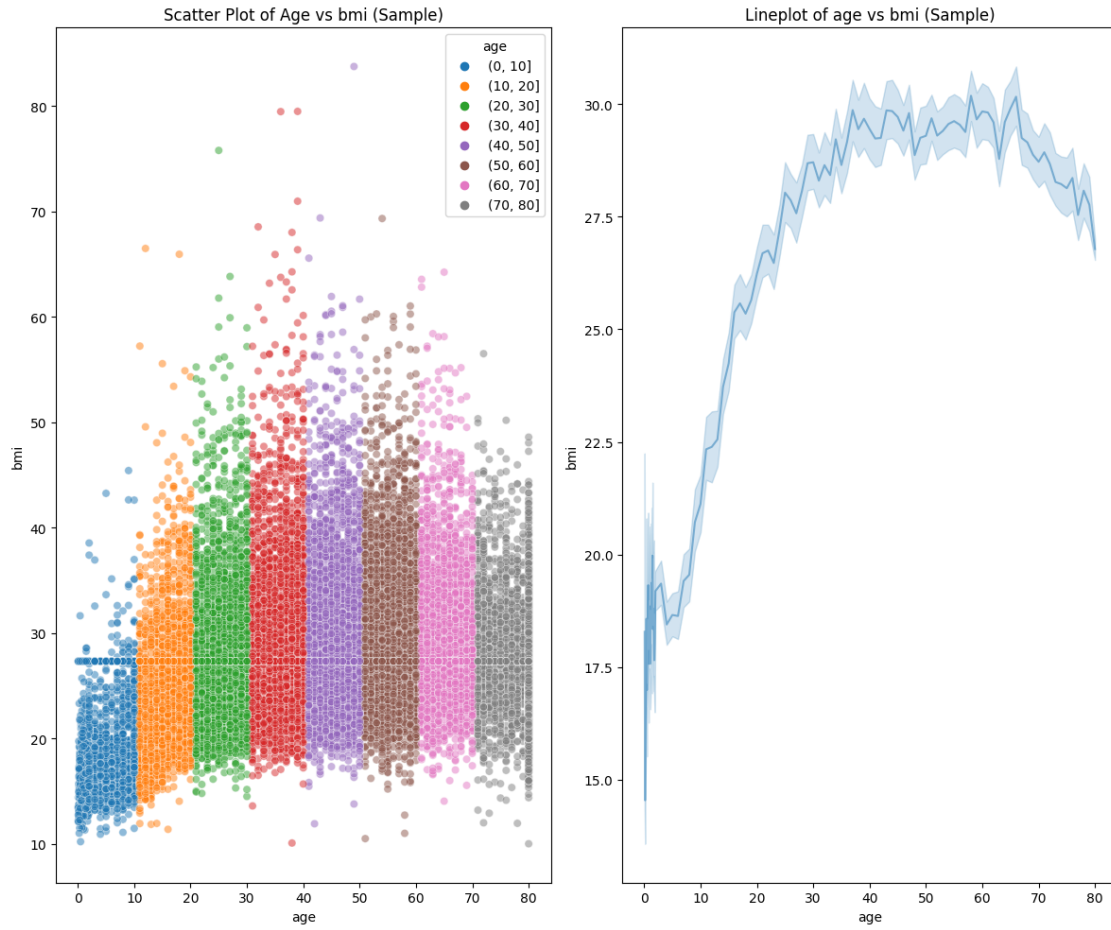 Scatter Plot of Age vs bmi (Sample)
age
(0, 10]
(10, 20]
(20, 30]
(30, 40]
(40, 50]
(50, 60]
(60, 70]
(70, 80]
80
70
60
50
40
30
20
10
bmi
0 10 20 30 40 50 60 70 80
age
Lineplot of age vs bmi (Sample)
30.0
27.5
25.0
22.5
20.0
17.5
15.0
bmi
0 10 20 30 40 50 60 70 80
age